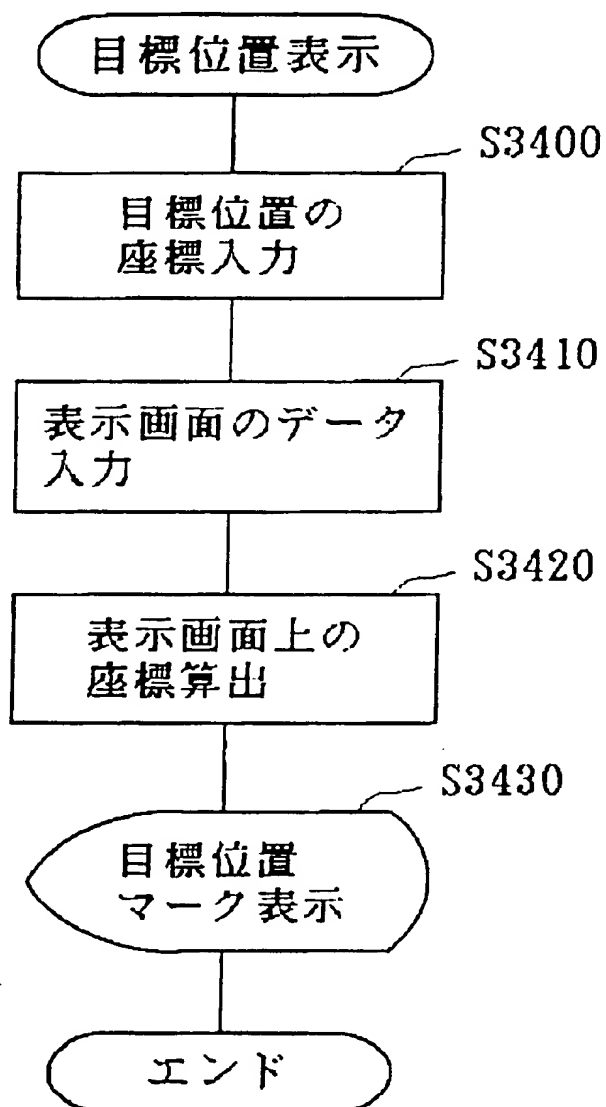 目標位置表示
S3400
目標位置の
座標入力
S3410
表示画面のデータ
入力
S3420
表示画面上の
座標算出
S3430
目標位置
マーク表示
エンド